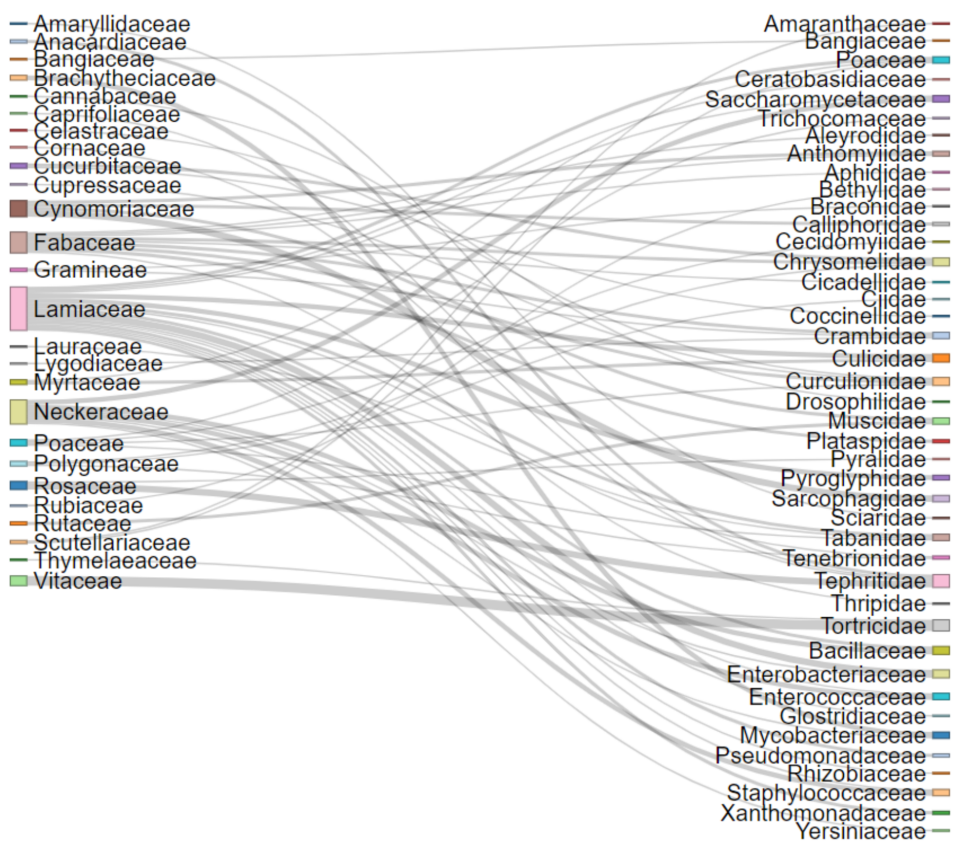 Amaryllidaceae
Anacardiaceae
Bangiaceae
Brachytheciaceae
Cannabaceae
Caprifoliaceae
Celastraceae
Cornaceae
Cucurbitaceae
Cupressaceae
Cynomoriaceae
Fabaceae
Gramineae
Lamiaceae
Lauraceae
Lygodiaceae
Myrtaceae
Neckeraceae
Poaceae
Polygonaceae
Rosaceae
Rubiaceae
Rutaceae
Scutellariaceae
Thymelaeaceae
Vitaceae
Amaranthaceae
Bangiaceae
Poaceae
Ceratobasidiaceae
Saccharomycetaceae
Trichocomaceae
Aleyrodidae
Anthomyiidae
Aphididae
Bethylidae
Braconidae
Calliphoridae
Cecidomyiidae
Chrysomelidae
Cicadellidae
Ciidae
Coccinellidae
Crambidae
Culicidae
Curculionidae
Drosophilidae
Muscidae
Plataspidae
Pyralidae
Pyroglyphidae
Sarcophagidae
Sciaridae
Tabanidae
Tenebrionidae
Tephritidae
Thripidae
Tortricidae
Bacillaceae
Enterobacteriaceae
Enterococcaceae
Glostridiaceae
Mycobacteriaceae
Pseudomonadaceae
Rhizobiaceae
Staphylococcaceae
Xanthomonadaceae
Yersiniaceae